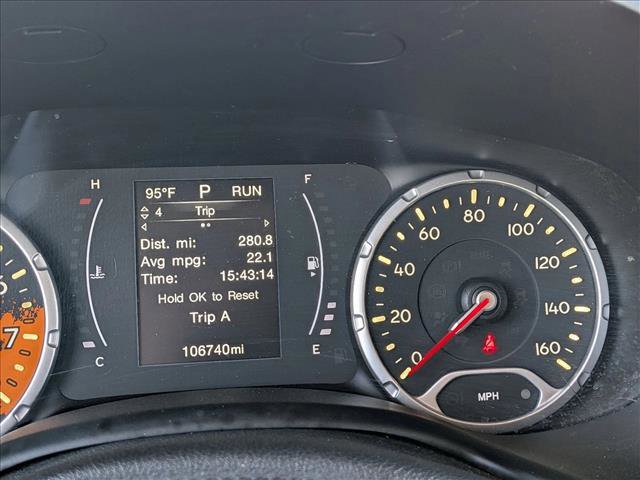 H
95°F P RUN
4 Trip
Dist. mi: 280.8
Avg mpg: 22.1
Time: 15:43:14
Hold OK to Reset
Trip A
106740mi
C
F
E
7
0 20 40 60 80 100 120 140 160
MPH